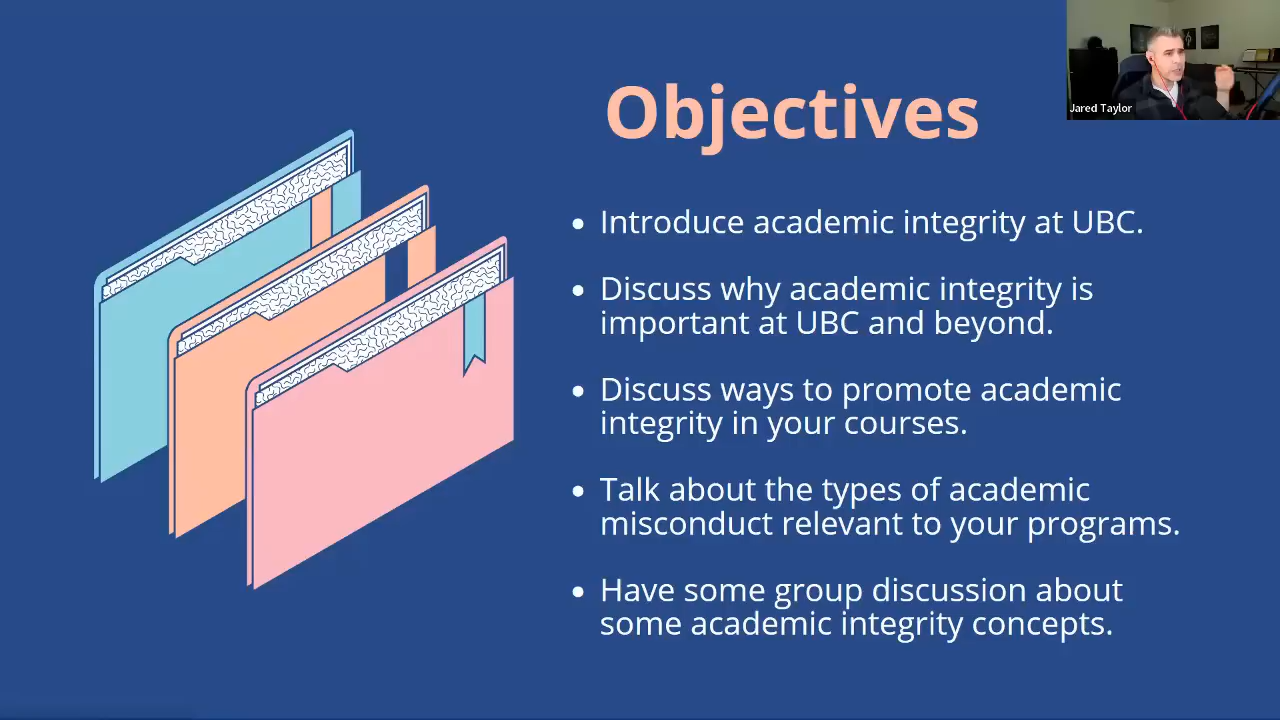 Objectives
Jared Taylor
Introduce academic integrity at UBC.
Discuss why academic integrity is
important at UBC and beyond.
Discuss ways to promote academic
integrity in your courses.
Talk about the types of academic
misconduct relevant to your programs.
Have some group discussion about
some academic integrity concepts.